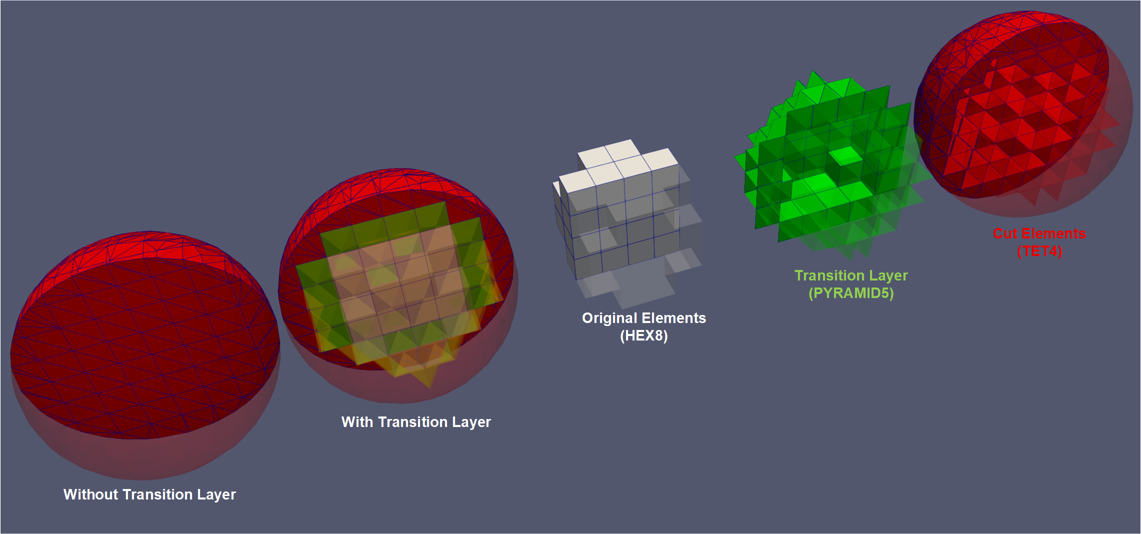 Cut Elements
(TET4)
Transition Layer
(PYRAMID5)
Original Elements
(HEX8)
With Transition Layer
Without Transition Layer